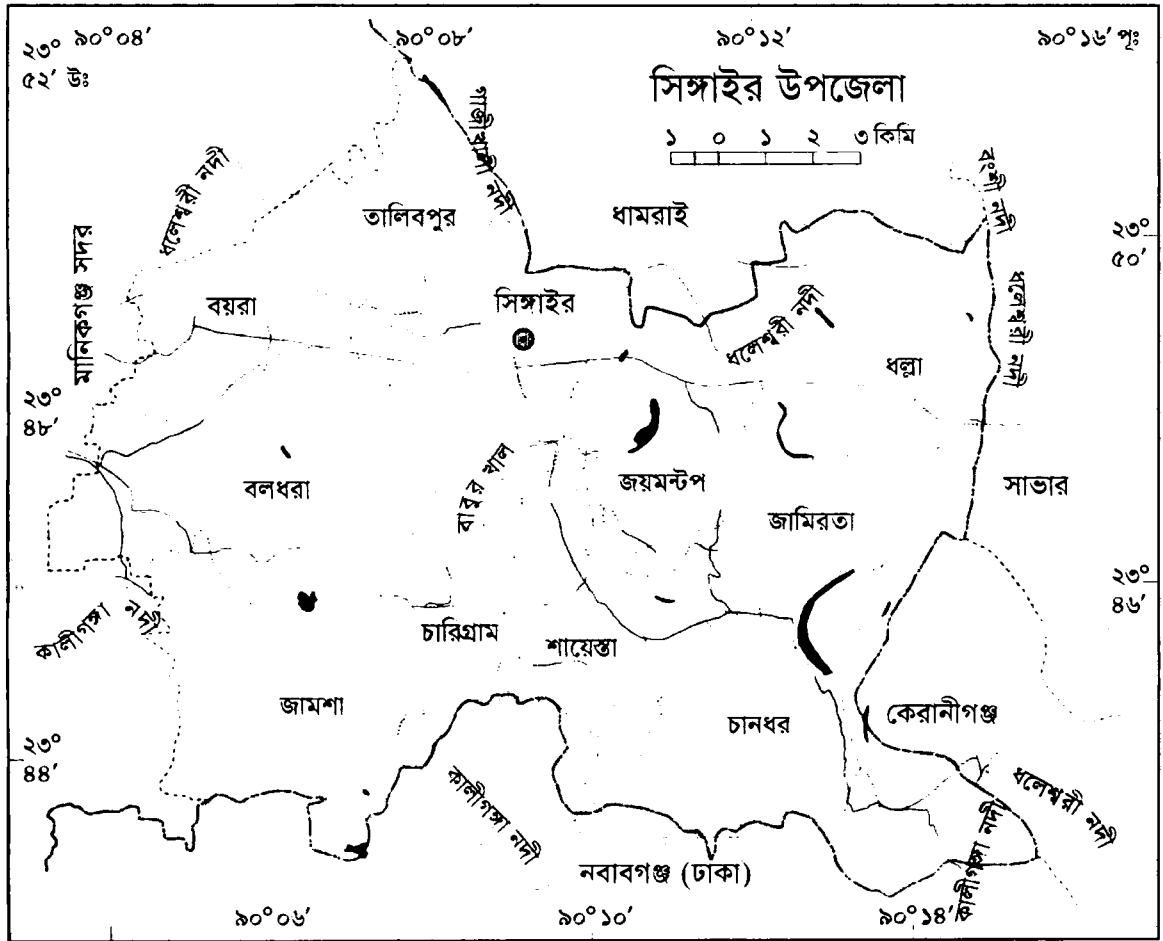 ৯০°০৪′
৯০°০৮′
৯০°১২′
৯০°১৬′ পূঃ
২৩°
৫২′ উঃ
সিঙ্গাইর উপজেলা
১ ০ ১ ২ ৩ কিমি
গাজীখালী নদী
বংশী নদী
ধলেশ্বরী নদী
তালিবপুর
ধামরাই
২৩°
৫০′
মানিকগঞ্জ সদর
বয়রা
সিঙ্গাইর
ধলেশ্বরী নদী
ধলেশ্বরী নদী
ধল্লা
২৩°
৪৮′
বলধরা
বাবুর খাল
জয়মন্টপ
সাভার
জামিরতা
২৩°
৪৬′
কালীগঙ্গা নদী
চারিগ্রাম
শায়েস্তা
জামশা
চানধর
কেরানীগঞ্জ
২৩°
৪৪′
কালীগঙ্গা নদী
ধলেশ্বরী নদী
কালীগঙ্গা নদী
নবাবগঞ্জ (ঢাকা)
৯০°০৬′
৯০°১০′
৯০°১৪′